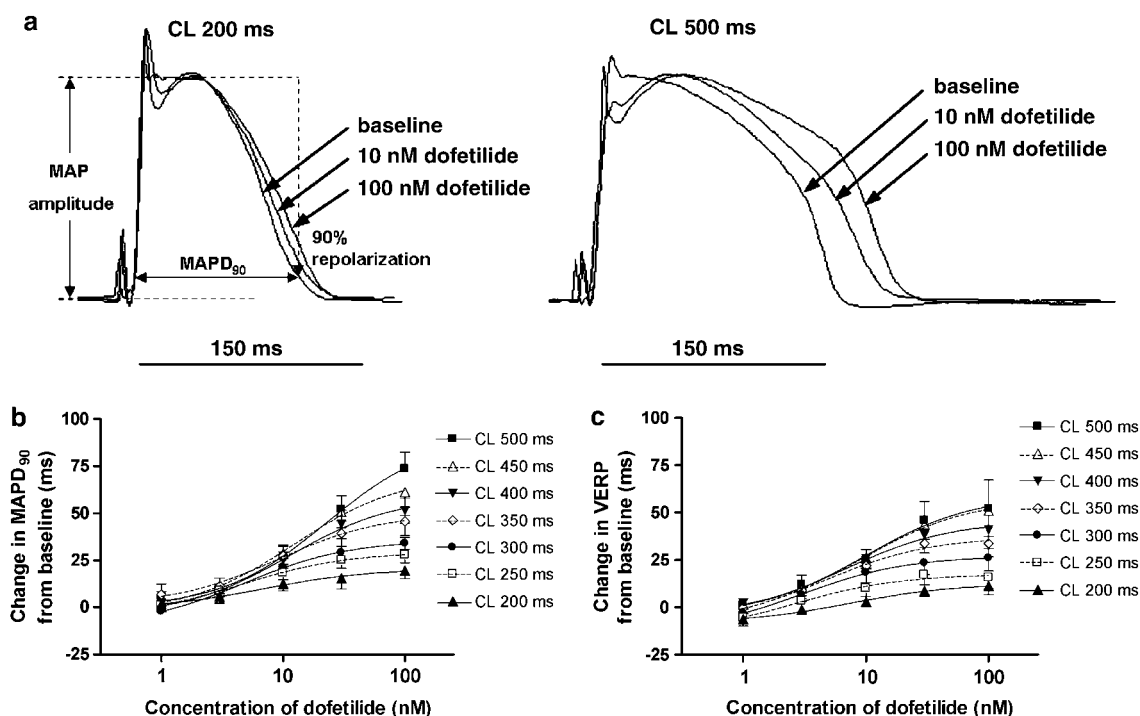 a
CL 200 ms
MAP
amplitude
baseline
10 nM dofetilide
100 nM dofetilide
90%
repolarization
MAPD90
150 ms
CL 500 ms
baseline
10 nM dofetilide
100 nM dofetilide
150 ms
b
Change in MAPD90
from baseline (ms)
100
75
50
25
0
-25
1
10
100
Concentration of dofetilide (nM)
CL 500 ms
CL 450 ms
CL 400 ms
CL 350 ms
CL 300 ms
CL 250 ms
CL 200 ms
c
Change in VERP
from baseline (ms)
100
75
50
25
0
-25
1
10
100
Concentration of dofetilide (nM)
CL 500 ms
CL 450 ms
CL 400 ms
CL 350 ms
CL 300 ms
CL 250 ms
CL 200 ms